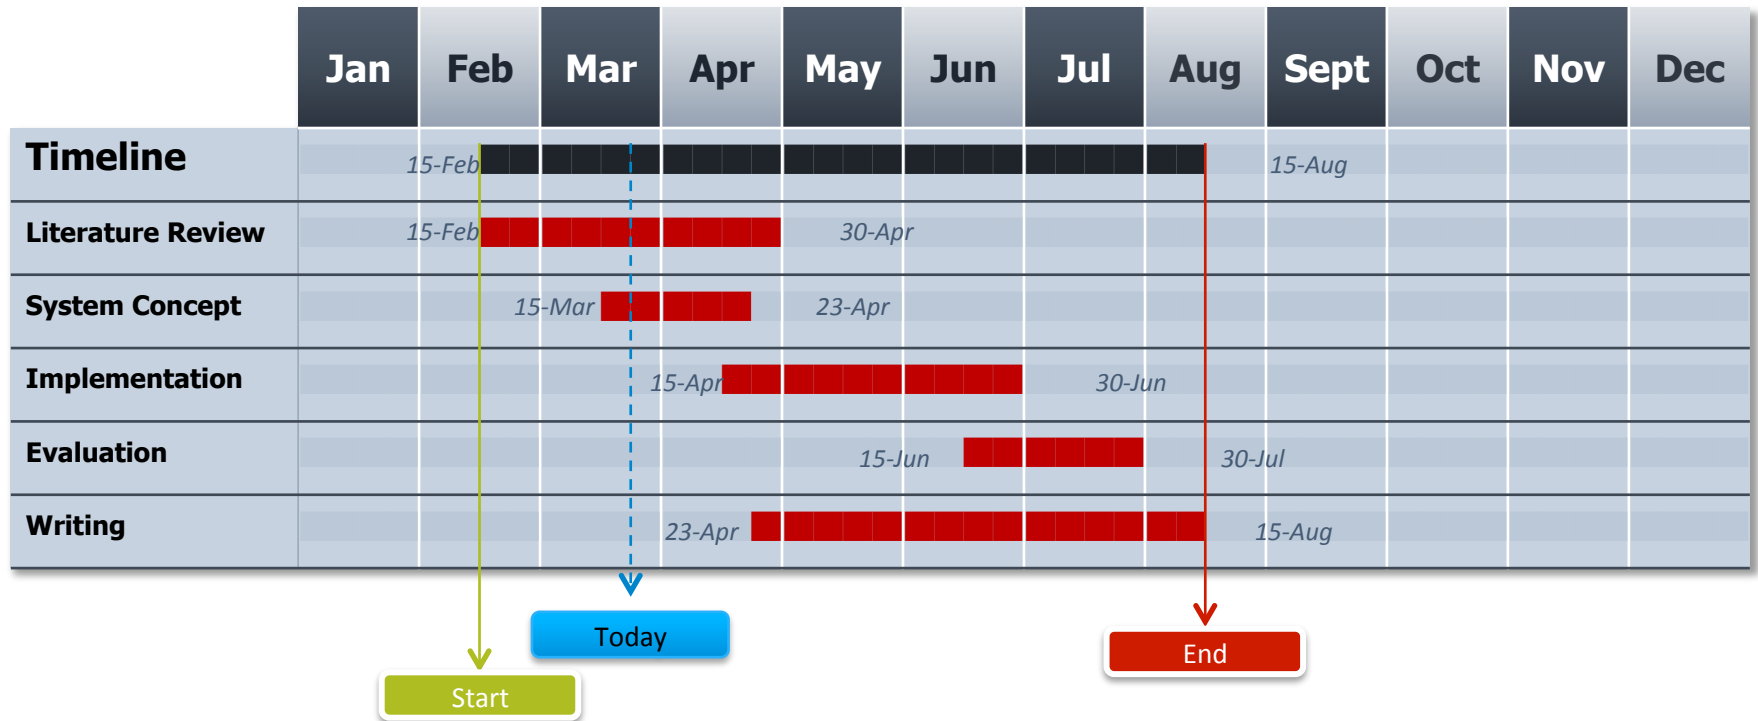 Jan Feb Mar Apr May Jun Jul Aug Sept Oct Nov Dec
Timeline 15-Feb 15-Aug
Literature Review 15-Feb 30-Apr
System Concept 15-Mar 23-Apr
Implementation 15-Apr 30-Jun
Evaluation 15-Jun 30-Jul
Writing 23-Apr 15-Aug
Today
End
Start